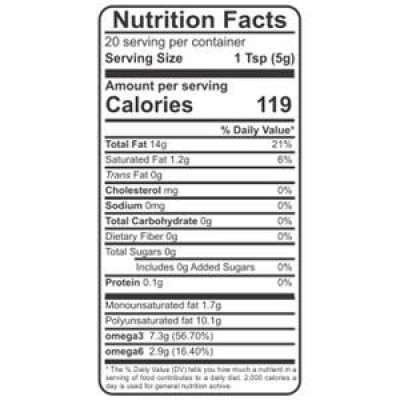 Nutrition Facts
20 serving per container
Serving Size 1 Tsp (5g)
Amount per serving
Calories 119
% Daily Value*
Total Fat 14g 21%
Saturated Fat 1.2g 6%
Trans Fat 0g
Cholesterol mg 0%
Sodium 0mg 0%
Total Carbohydrate 0g 0%
Dietary Fiber 0g 0%
Total Sugars 0g
Includes 0g Added Sugars 0%
Protein 0.1g 0%
Monounsaturated fat 1.7g
Polyunsaturated fat 10.1g
omega3 7.3g (56.70%)
omega6 2.9g (16.40%)
* The % Daily Value (DV) tells you how much a nutrient in a
serving of food contributes to a daily diet. 2,000 calories a
day is used for general nutrition achive.